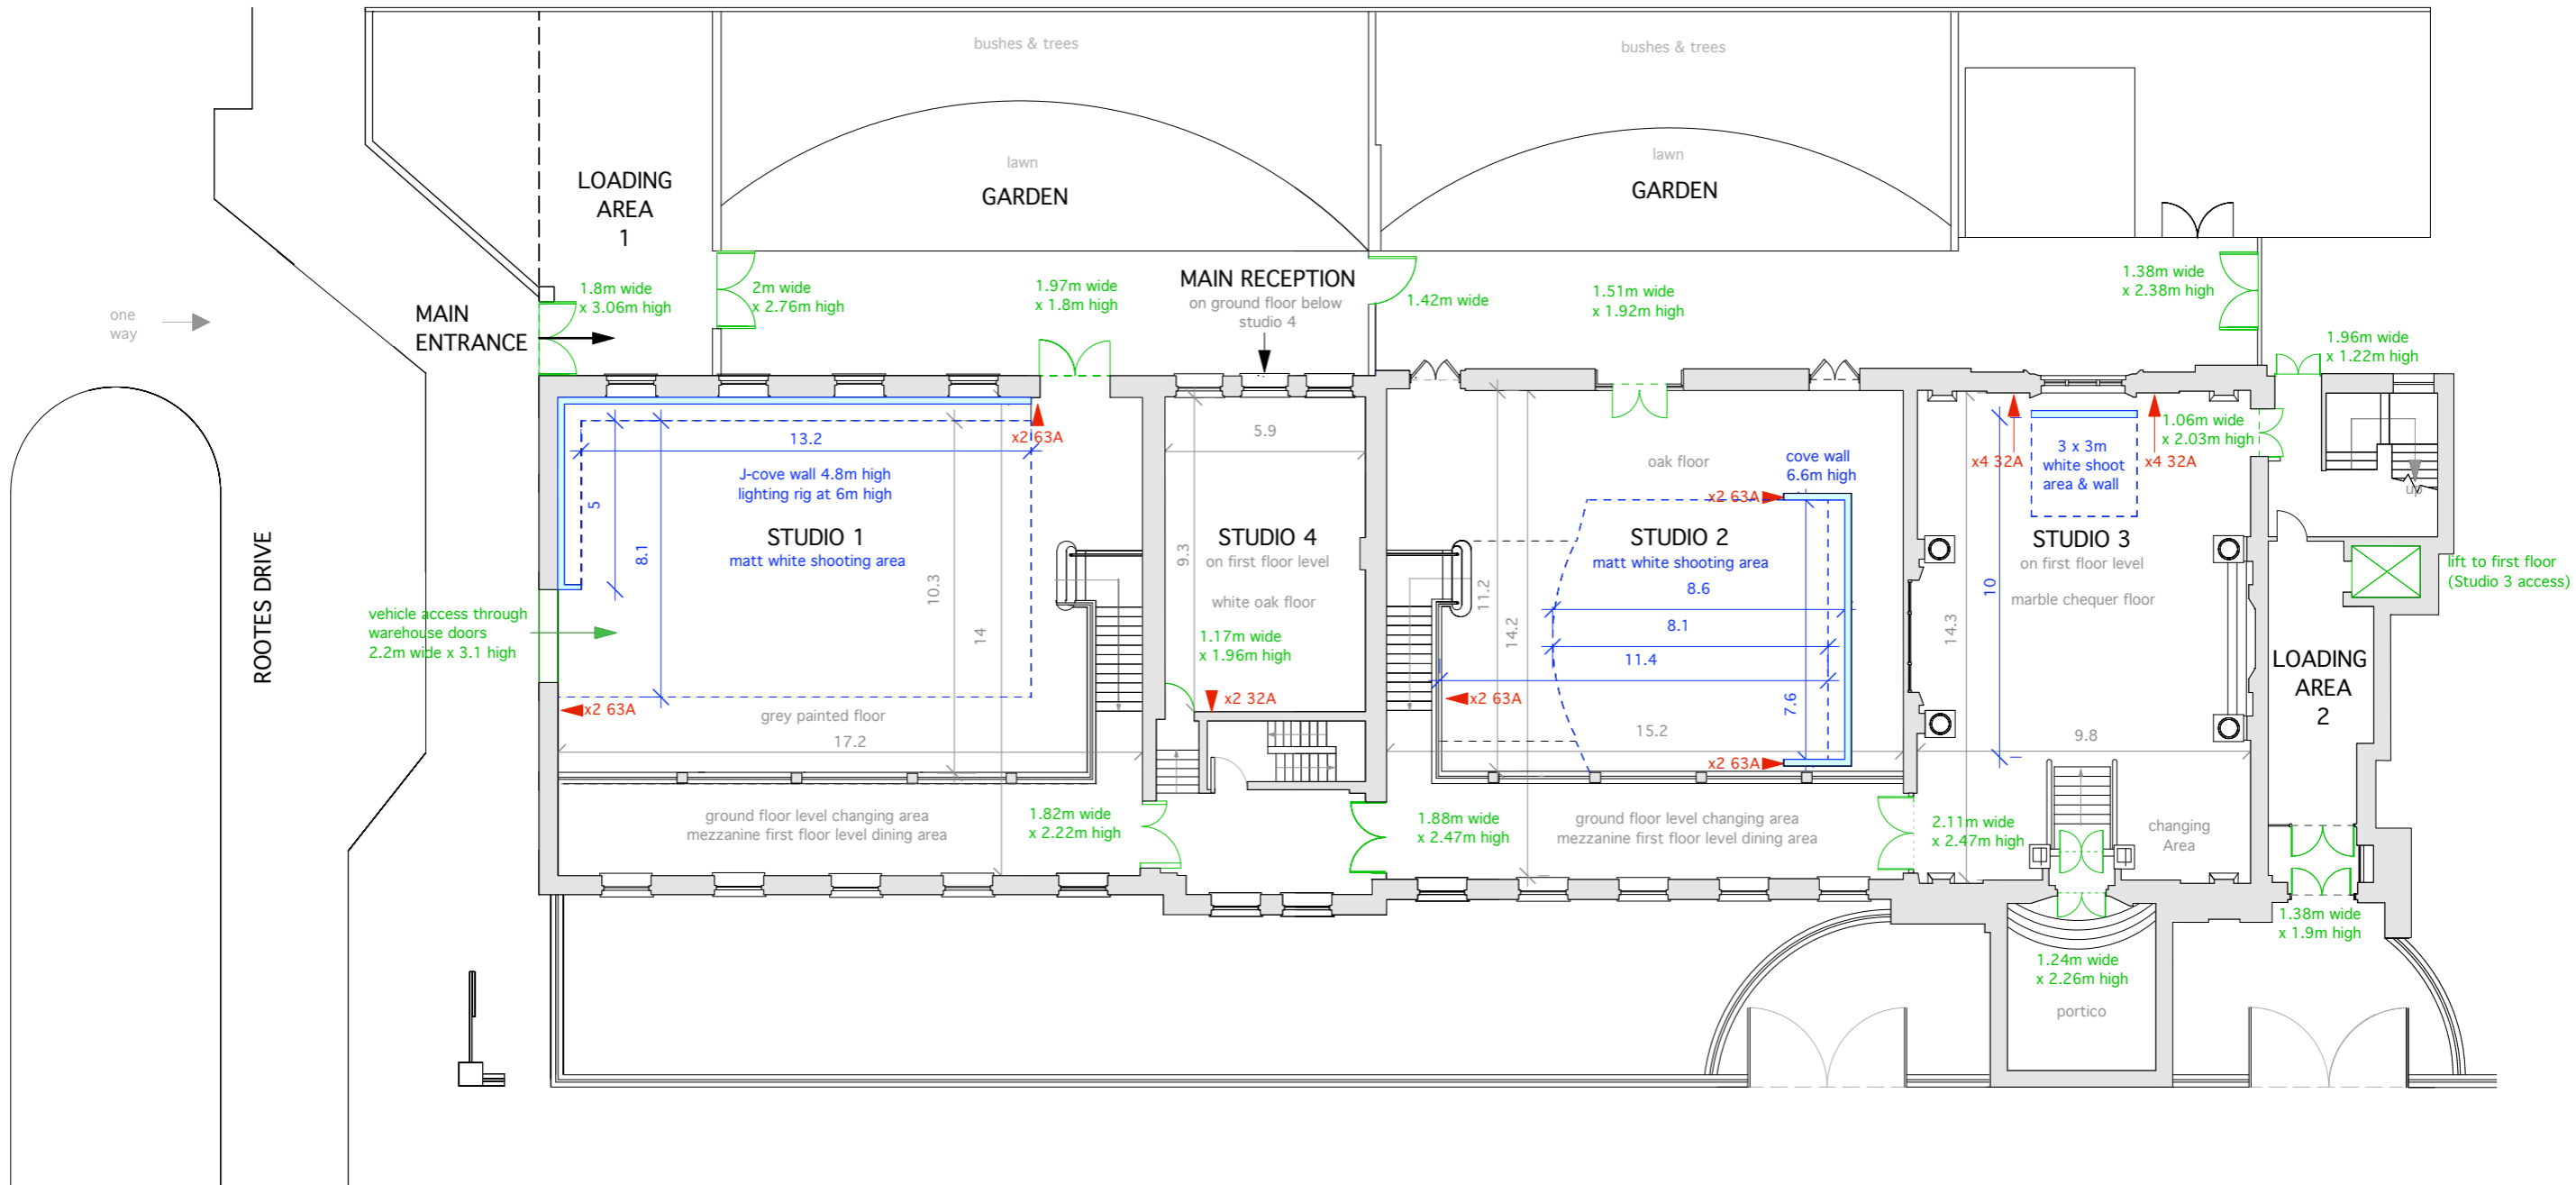 bushes & trees
bushes & trees
lawn
GARDEN
lawn
GARDEN
LOADING
AREA
1
MAIN
ENTRANCE
one
way
1.8m wide
x 3.06m high
2m wide
x 2.76m high
1.97m wide
x 1.8m high
MAIN RECEPTION
on ground floor below
studio 4
1.42m wide
1.51m wide
x 1.92m high
1.38m wide
x 2.38m high
1.96m wide
x 1.22m high
ROOTES DRIVE
x2 63A
13.2
J-cove wall 4.8m high
lighting rig at 6m high
5
8.1
STUDIO 1
matt white shooting area
10.3
14
vehicle access through
warehouse doors
2.2m wide x 3.1 high
x2 63A
grey painted floor
17.2
ground floor level changing area
mezzanine first floor level dining area
1.82m wide
x 2.22m high
5.9
9.3
STUDIO 4
on first floor level
white oak floor
1.17m wide
x 1.96m high
x2 32A
oak floor
cove wall
6.6m high
x2 63A
STUDIO 2
matt white shooting area
8.6
8.1
11.4
11.2
14.2
7.6
x2 63A
15.2
x2 63A
1.88m wide
x 2.47m high
ground floor level changing area
mezzanine first floor level dining area
x4 32A
3 x 3m
white shoot
area & wall
x4 32A
1.06m wide
x 2.03m high
STUDIO 3
on first floor level
marble chequer floor
10
14.3
9.8
2.11m wide
x 2.47m high
changing
Area
up
lift to first floor
(Studio 3 access)
LOADING
AREA
2
1.38m wide
x 1.9m high
1.24m wide
x 2.26m high
portico